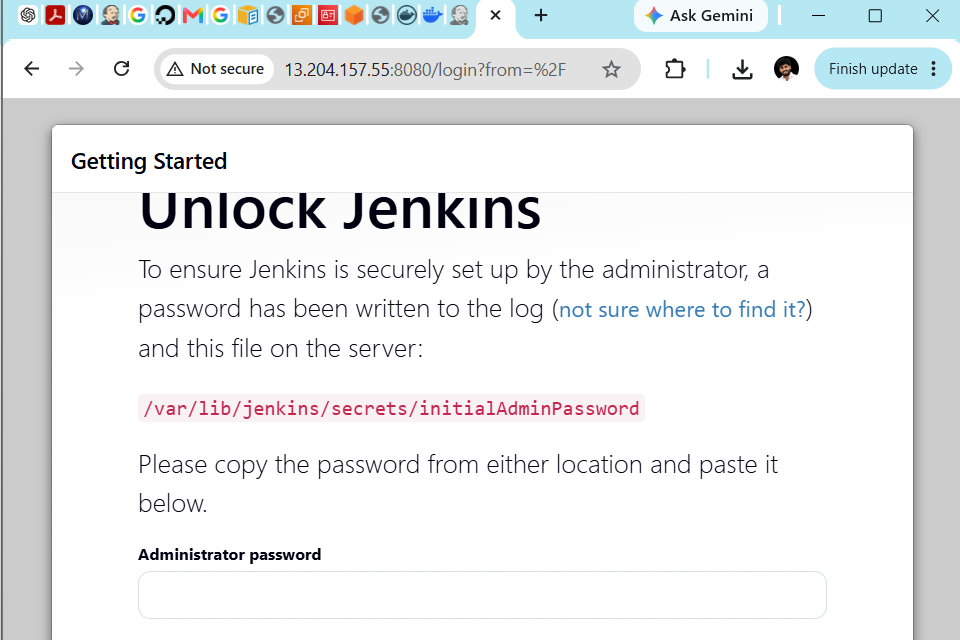 Ask Gemini
Not secure
13.204.157.55:8080/login?from=%2F
Finish update
Getting Started
Unlock Jenkins
To ensure Jenkins is securely set up by the administrator, a
password has been written to the log (not sure where to find it?)
and this file on the server:
/var/lib/jenkins/secrets/initialAdminPassword
Please copy the password from either location and paste it
below.
Administrator password